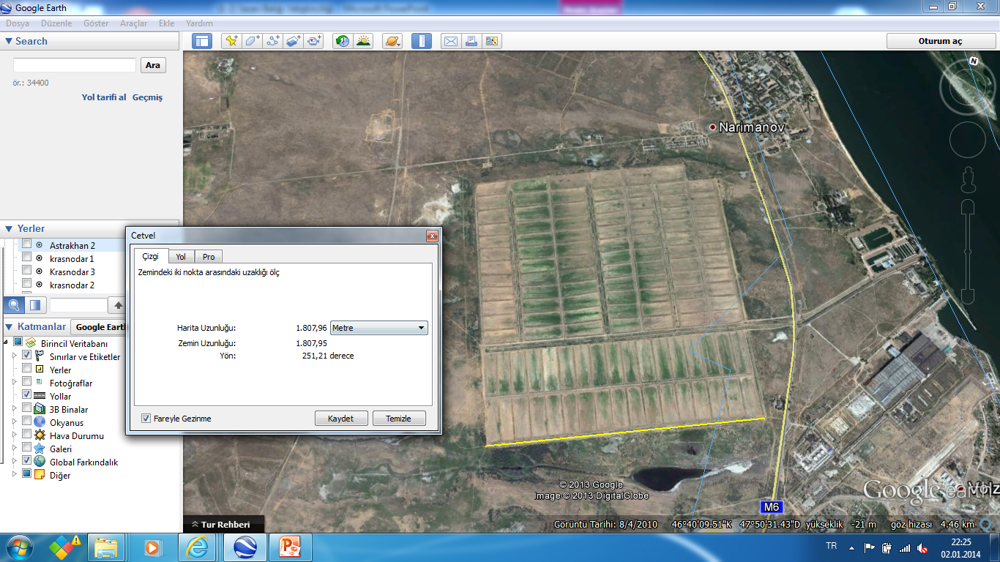 Google Earth
Dosya Düzenle Göster Araçlar Ekle Yardım
Search
Ara
ör.: 34400
Yol tarifi al Geçmiş
Oturum aç
N
Narimanov
Yerler
Astrakhan 2
krasnodar 1
Krasnodar 3
krasnodar 2
Katmanlar
Google Earth
Birincil Veritabanı
Sınırlar ve Etiketler
Yerler
Fotoğraflar
Yollar
3B Binalar
Okyanus
Hava Durumu
Galeri
Global Farkındalık
Diğer
Cetvel
Çizgi Yol Pro
Zemindeki iki nokta arasındaki uzaklığı ölç
Harita Uzunluğu: 1.807,96 Metre
Zemin Uzunluğu: 1.807,95
Yön: 251,21 derece
Fareyle Gezinme
Kaydet Temizle
© 2013 Google
Image © 2013 DigitalGlobe
Google earth
M6
Tur Rehberi
Görüntü Tarihi: 8/4/2010 46°40'09.51"K 47°50'31.43"D yükseklik -21 m göz hizası 4.46 km
TR
22:25
02.01.2014